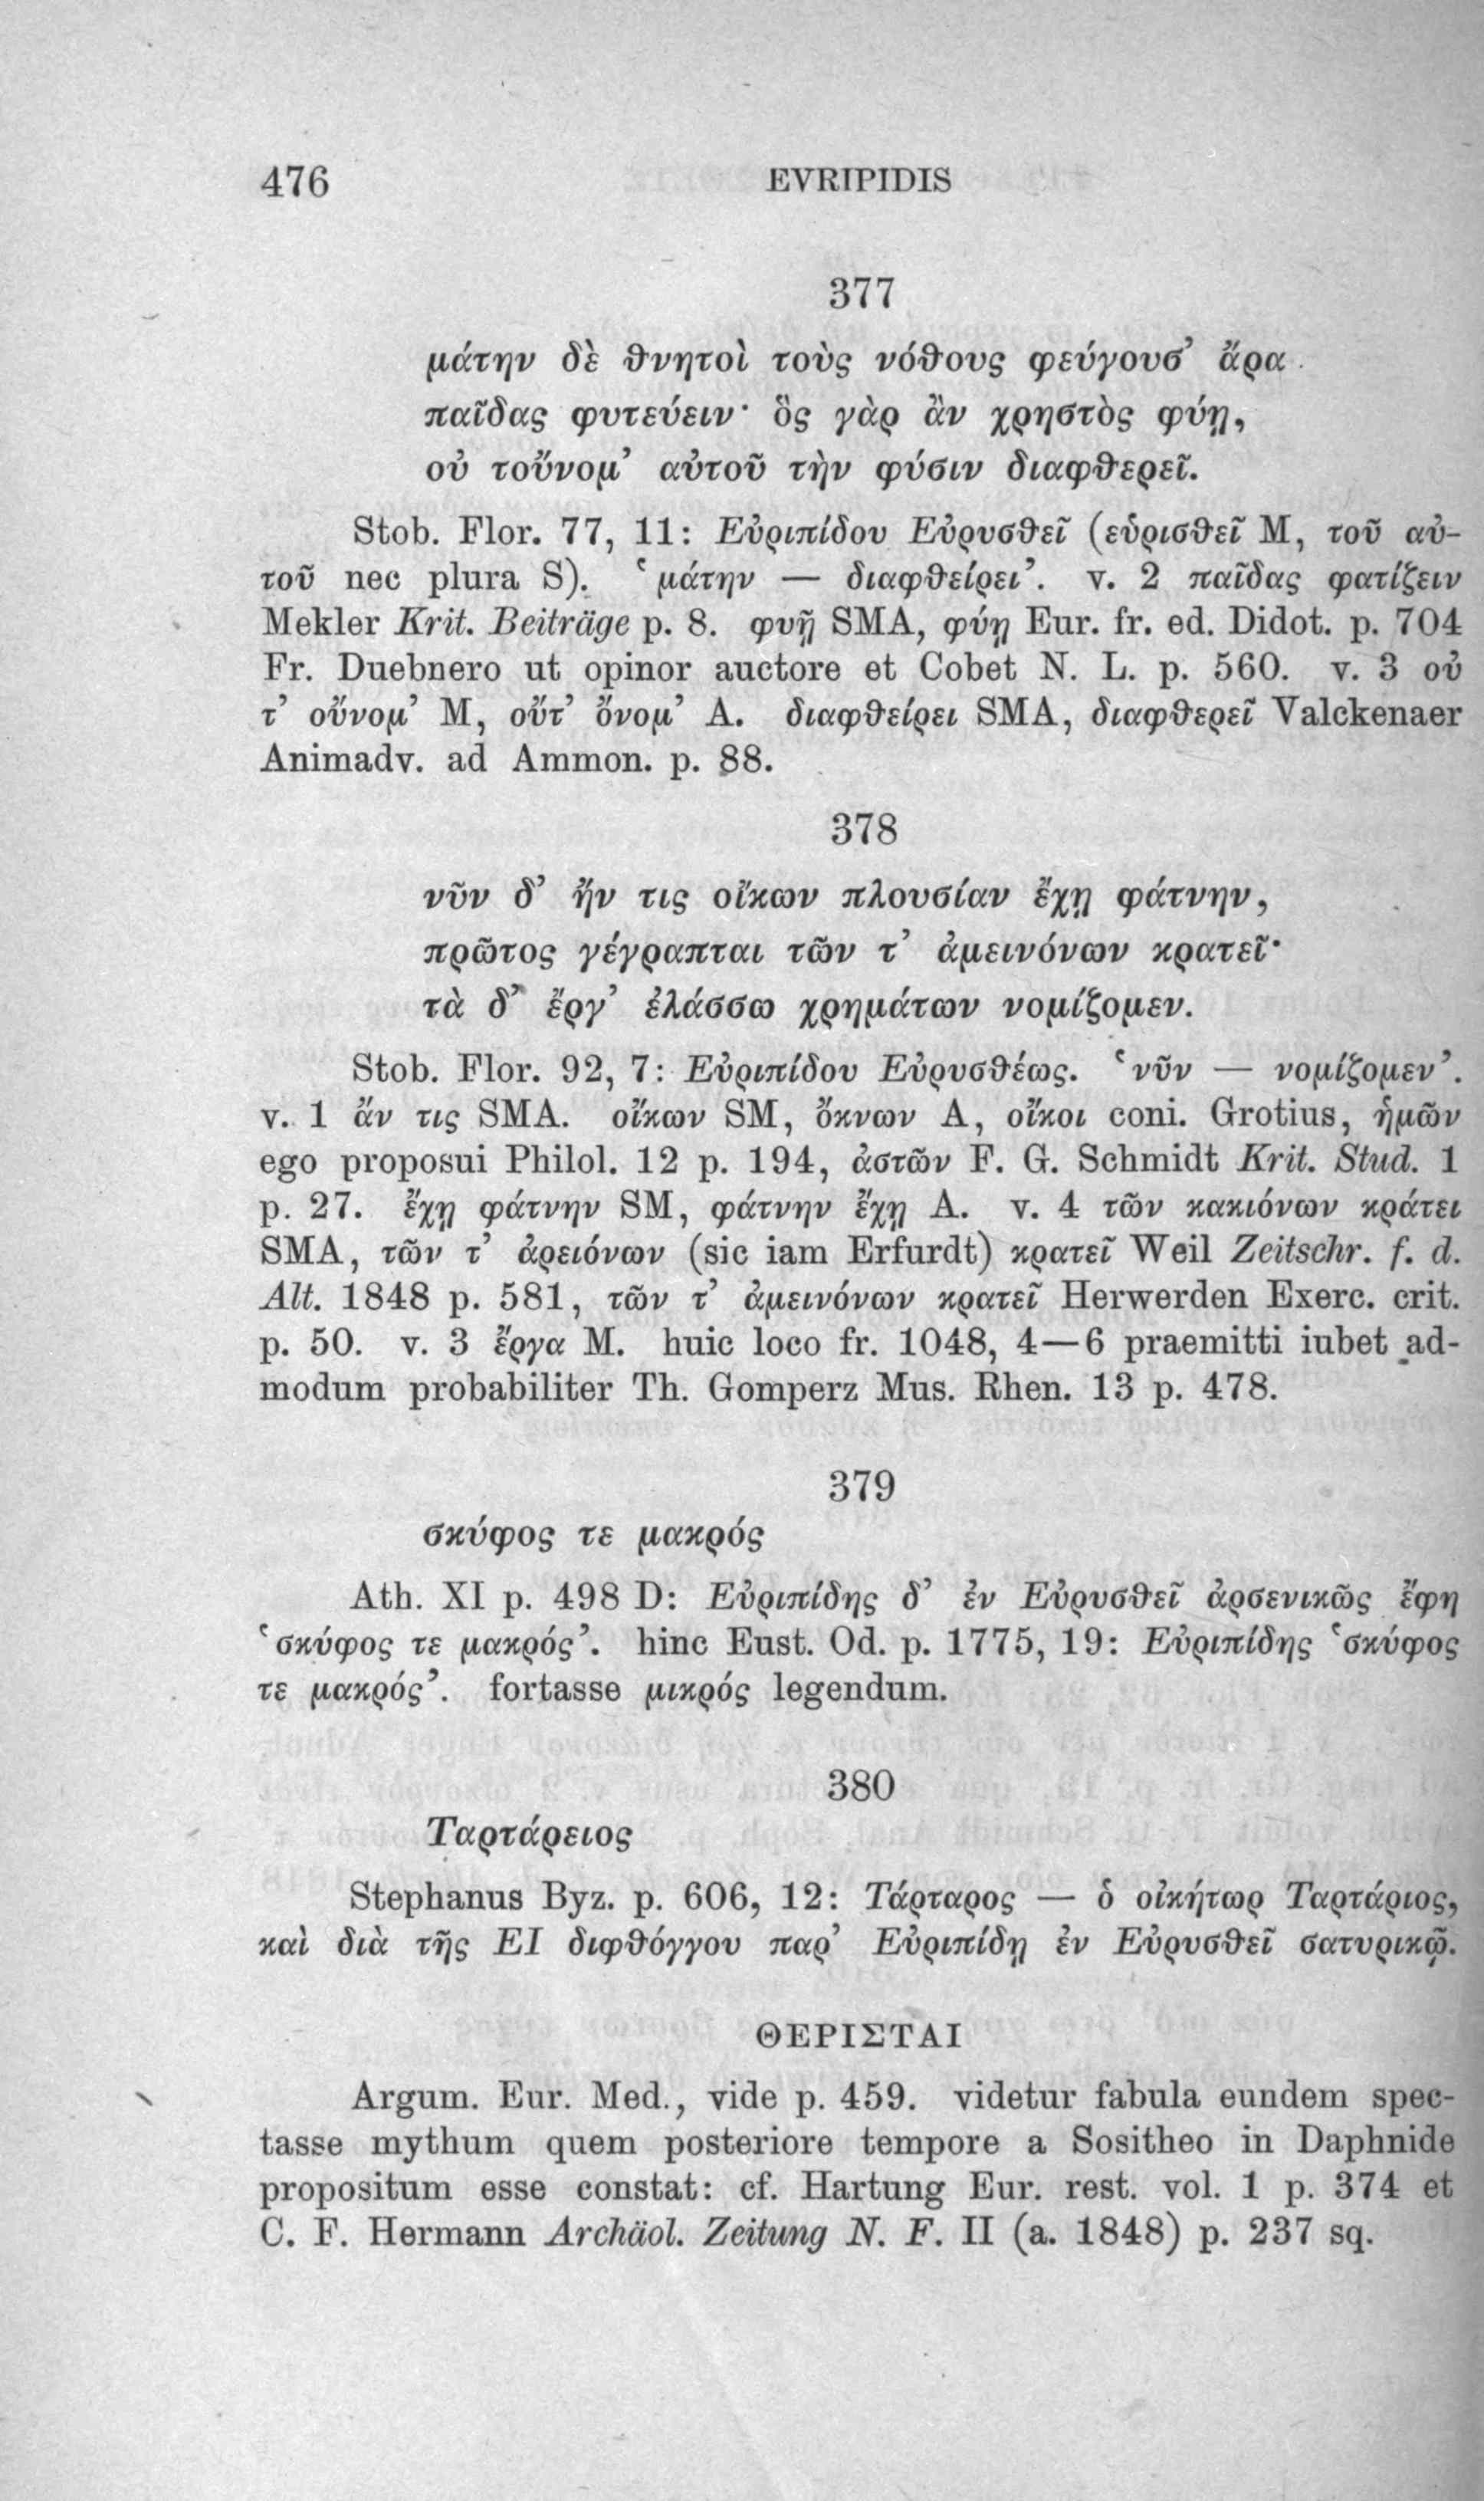 476 EVRIPIDIS
377
μάτην δὲ θνητοὶ τοὺς νόθους φεύγουσ’ ἄρα
παῖδας φυτεύειν· ὃς γὰρ ἂν χρηστὸς φύῃ,
οὐ τοὔνομ’ αὐτοῦ τὴν φύσιν διαφθερεῖ.
Stob. Flor. 77, 11: Εὐριπίδου Εὐρυσθεῖ (εὑρισθεῖ M, τοῦ αὐ-
τοῦ nec plura S). ‘μάτην — διαφθείρει’. v. 2 παῖδας φατίζειν
Mekler Krit. Beiträge p. 8. φυῇ SMA, φύῃ Eur. fr. ed. Didot. p. 704
Fr. Duebnero ut opinor auctore et Cobet N. L. p. 560. v. 3 οὐ
τ’ οὔνομ’ M, οὔτ’ ὄνομ’ A. διαφθείρει SMA, διαφθερεῖ Valckenaer
Animadv. ad Ammon. p. 88.
378
νῦν δ’ ἤν τις οἴκων πλουσίαν ἔχῃ φάτνην,
πρῶτος γέγραπται τῶν τ’ ἀμεινόνων κρατεῖ·
τὰ δ’ ἔργ’ ἐλάσσω χρημάτων νομίζομεν.
Stob. Flor. 92, 7: Εὐριπίδου Εὐρυσθέως. ‘νῦν — νομίζομεν’.
v. 1 ἄν τις SMA. οἴκων SM, ὄκνων A, οἴκοι coni. Grotius, ἡμῶν
ego proposui Philol. 12 p. 194, ἀστῶν F. G. Schmidt Krit. Stud. 1
p. 27. ἔχῃ φάτνην SM, φάτνην ἔχῃ A. v. 4 τῶν κακιόνων κράτει
SMA, τῶν τ’ ἀρειόνων (sic iam Erfurdt) κρατεῖ Weil Zeitschr. f. d.
Alt. 1848 p. 581, τῶν τ’ ἀμεινόνων κρατεῖ Herwerden Exerc. crit.
p. 50. v. 3 ἔργα M. huic loco fr. 1048, 4—6 praemitti iubet ad-
modum probabiliter Th. Gomperz Mus. Rhen. 13 p. 478.
379
σκύφος τε μακρός
Ath. XI p. 498 D: Εὐριπίδης δ’ ἐν Εὐρυσθεῖ ἀρσενικῶς ἔφη
‘σκύφος τε μακρός’. hinc Eust. Od. p. 1775, 19: Εὐριπίδης ‘σκύφος
τε μακρός’. fortasse μικρός legendum.
380
Ταρτάρειος
Stephanus Byz. p. 606, 12: Τάρταρος — ὁ οἰκήτωρ Ταρτάριος,
καὶ διὰ τῆς ΕΙ διφθόγγου παρ’ Εὐριπίδῃ ἐν Εὐρυσθεῖ σατυρικῷ.
ΘΕΡΙΣΤΑΙ
Argum. Eur. Med., vide p. 459. videtur fabula eundem spec-
tasse mythum quem posteriore tempore a Sositheo in Daphnide
propositum esse constat: cf. Hartung Eur. rest. vol. 1 p. 374 et
C. F. Hermann Archäol. Zeitung N. F. II (a. 1848) p. 237 sq.